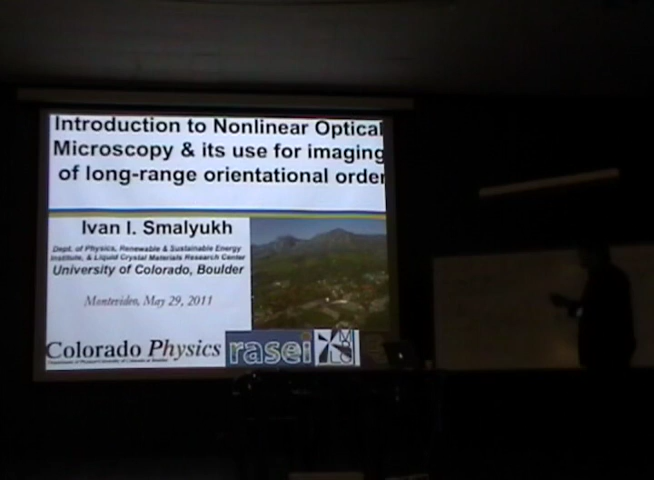 Introduction to Nonlinear Optical
Microscopy & its use for imaging
of long-range orientational order
Ivan I. Smalyukh
Dept. of Physics, Renewable & Sustainable Energy
Institute, & Liquid Crystal Materials Research Center
University of Colorado, Boulder
Montevideo, May 29, 2011
Colorado Physics
rasei